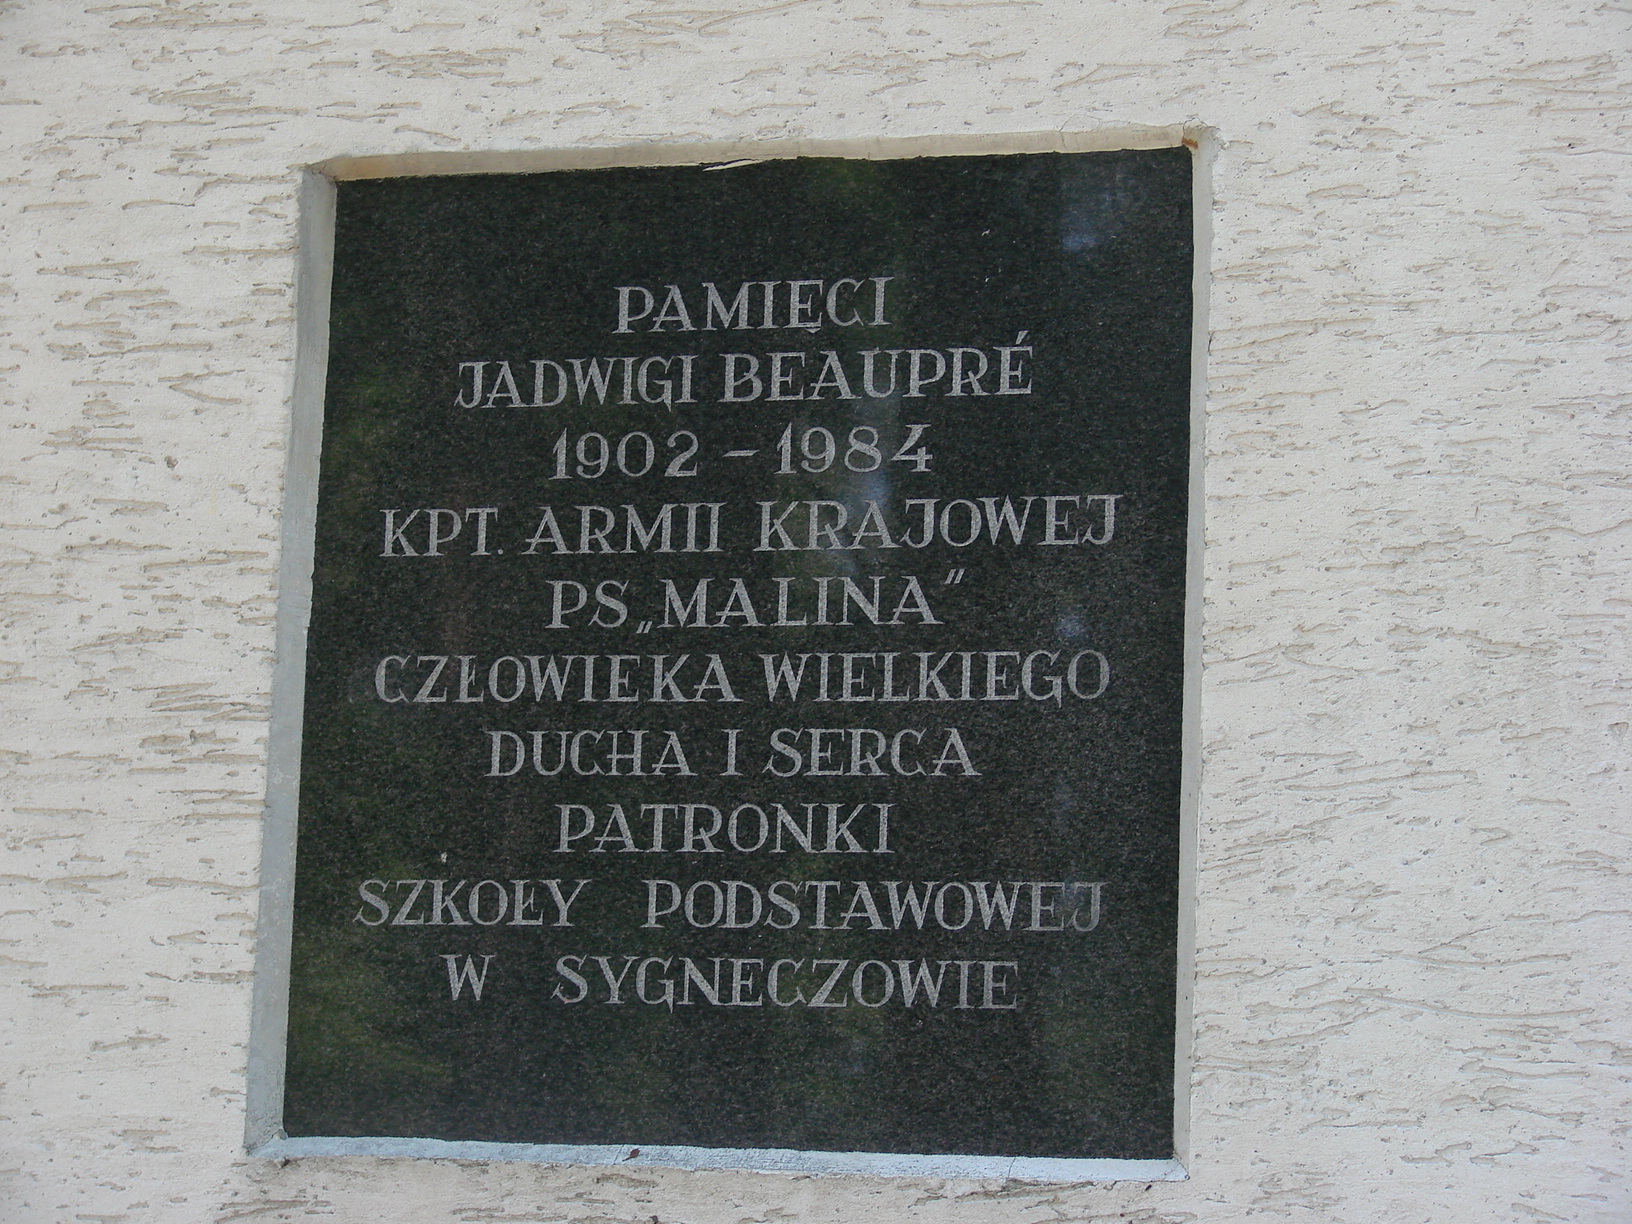 PAMIĘCI
JADWIGI BEAUPRÉ
1902 – 1984
KPT. ARMII KRAJOWEJ
PS „MALINA”
CZŁOWIEKA WIELKIEGO
DUCHA I SERCA
PATRONKI
SZKOŁY PODSTAWOWEJ
W SYGNECZOWIE